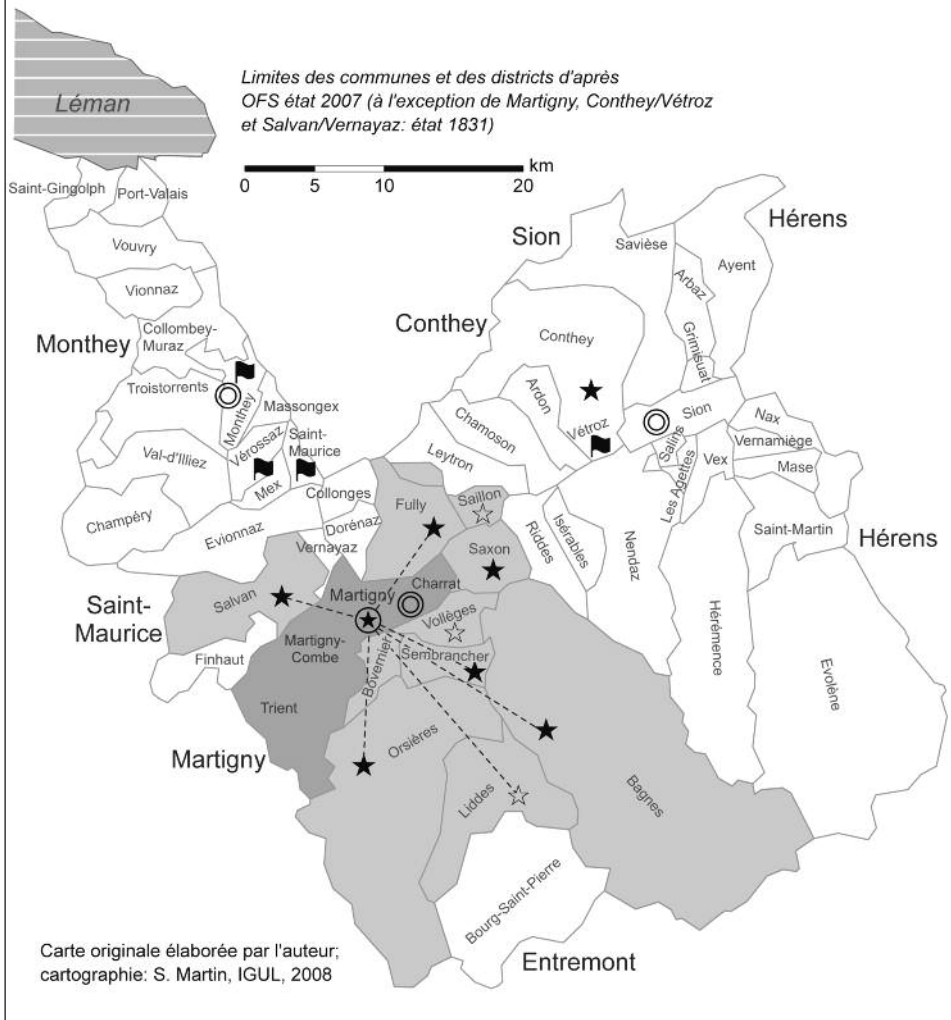 Léman
Limites des communes et des districts d'après
OFS état 2007 (à l'exception de Martigny, Conthey/Vétroz
et Salvan/Vernayaz: état 1831)
km
0 5 10 20
Saint-Gingolph
Port-Valais
Vouvry
Vionnaz
Collombey-
Muraz
Monthey
Troistorrents
Monthey
Massongex
Val-d'Illiez
Vérossaz
Saint-
Maurice
Mex
Champéry
Evionnaz
Collonges
Dorénaz
Vernayaz
Sion
Savièse
Hérens
Ayent
Arbaz
Grimisuat
Conthey
Conthey
Ardon
Vétroz
Chamoson
Leytron
Sion
Salins
Les Agettes
Vex
Nax
Vernamiège
Mase
Saint-Martin
Hérens
Fully
Saillon
Saxon
Riddes
Isérables
Nendaz
Hérémence
Evolène
Salvan
Saint-
Maurice
Finhaut
Martigny
Charrat
Martigny-
Combe
Vollèges
Bovernier
Sembrancher
Trient
Martigny
Orsières
Liddes
Bagnes
Bourg-Saint-Pierre
Entremont
Carte originale élaborée par l'auteur;
cartographie: S. Martin, IGUL, 2008